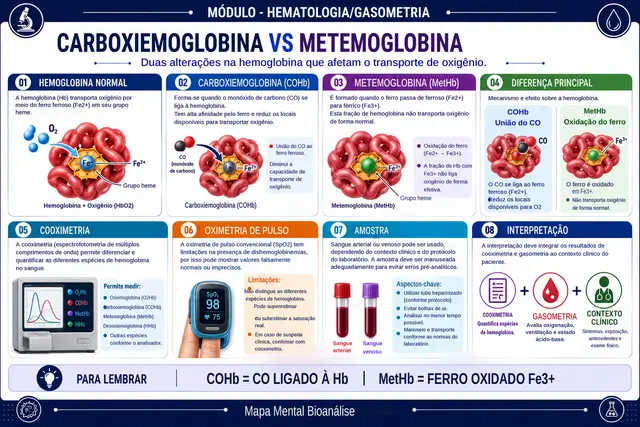 MÓDULO - HEMATOLOGIA/GASOMETRIA
CARBOXIEMOGLOBINA VS METEMOGLOBINA
Duas alterações na hemoglobina que afetam o transporte de oxigênio.
01 HEMOGLOBINA NORMAL
A hemoglobina (Hb) transporta oxigênio por
meio do ferro ferroso (Fe2+) em seu grupo
heme.
O₂
Fe
Fe²⁺
Grupo heme
Hemoglobina + Oxigênio (HbO2)
02 CARBOXIEMOGLOBINA (COHb)
Forma-se quando o monóxido de carbono (CO) se
liga à hemoglobina.
Tem alta afinidade pelo ferro e reduz os locais
disponíveis para transportar oxigênio.
CO
(monóxido
de carbono)
Fe²⁺
Carboxiemoglobina (COHb)
União do CO ao
ferro ferroso.
Diminui a
capacidade de
transporte de
oxigênio.
03 METEMOGLOBINA (MetHb)
É formado quando o ferro passa de ferroso (Fe2+)
para férrico (Fe3+).
Esta fração de hemoglobina não transporta oxigênio
de forma normal.
Fe³⁺
Grupo heme
Metemoglobina (MetHb)
Oxidação do ferro
(Fe2+ → Fe3+).
A fração de Hb com
Fe3+ não liga
oxigênio de forma
efetiva.
04 DIFERENÇA PRINCIPAL
Mecanismo e efeito sobre a hemoglobina.
COHb
União do CO
CO
Fe²⁺
O CO se liga ao ferro
ferroso (Fe2+).
Reduz os locais
disponíveis para O2
MetHb
Oxidação do ferro
Fe³⁺
O ferro é oxidado
em Fe3+.
Não transporta oxigênio
de forma normal.
05 COOXIMETRIA
A cooximetria (espectrofotometria de múltiplos
comprimentos de onda) permite diferenciar e
quantificar as diferentes espécies de hemoglobina
no sangue.
O₂Hb
COHb
MetHb
HHb
Permite medir:
Oxiemoglobina (O2Hb)
Carboxiemoglobina (COHb)
Metemoglobina (MetHb)
Desoxiemoglobina (HHb)
Outras espécies
conforme o analisador.
06 OXIMETRIA DE PULSO
A oximetria de pulso convencional (SpO2) tem
limitações na presença de dishemoglobinemias,
por isso pode mostrar valores falsamente
normais ou imprecisos.
SpO₂
98
75
Limitações:
Não distingue as diferentes
espécies de hemoglobina.
Pode superestimar
ou subestimar a saturação
real.
Em caso de suspeita
clínica, confirmar com
cooximetria.
07 AMOSTRA
Sangue arterial ou venoso pode ser usado,
dependendo do contexto clínico e do protocolo
do laboratório. A amostra deve ser manuseada
adequadamente para evitar erros pré-analíticos.
Sangue
arterial
Sangue
venoso
Aspectos-chave:
Utilizar tubo heparinizado
(conforme protocolo).
Evitar bolhas de ar.
Analisar no menor tempo
possível.
Manuseio e transporte
conforme as normas do
laboratório.
08 INTERPRETAÇÃO
A interpretação deve integrar os resultados de
cooximetria e gasometria ao contexto clínico do
paciente.
COOXIMETRIA
Quantifica espécies
de hemoglobina.
+
GASOMETRIA
Avalia oxigenação,
ventilação e estado
ácido-base.
+
CONTEXTO
CLÍNICO
Sintomas, exposição,
antecedentes e
exame físico.
PARA LEMBRAR
COHb = CO LIGADO À Hb
MetHb = FERRO OXIDADO Fe3+
Mapa Mental Bioanálise